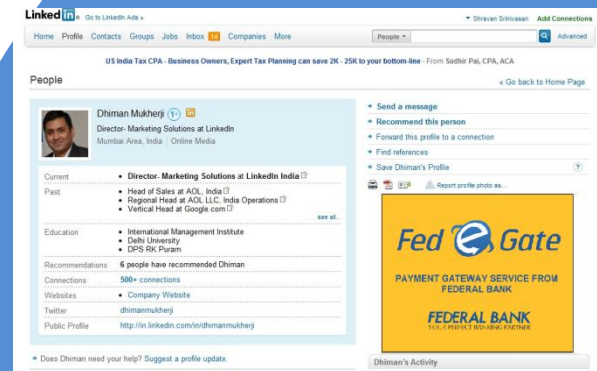 Linked in® Go to LinkedIn Ads »
Shravan Srinivasan Add Connections
Home Profile Contacts Groups Jobs Inbox 14 Companies More People Advanced
US India Tax CPA - Business Owners, Expert Tax Planning can save 2K - 25K to your bottom-line - From Sudhir Pai, CPA, ACA
People
« Go back to Home Page
Dhiman Mukherji 1st in
Director- Marketing Solutions at LinkedIn
Mumbai Area, India | Online Media
Current • Director- Marketing Solutions at LinkedIn India
Past • Head of Sales at AOL, India
• Regional Head at AOL LLC, India Operations
• Vertical Head at Google.com
see all...
Education • International Management Institute
• Delhi University
• DPS RK Puram
Recommendations 6 people have recommended Dhiman
Connections 500+ connections
Websites • Company Website
Twitter dhimanmukherji
Public Profile http://in.linkedin.com/in/dhimanmukherji
Does Dhiman need your help? Suggest a profile update.
Send a message
Recommend this person
Forward this profile to a connection
Find references
Save Dhiman's Profile ?
Report profile photo as...
Fed e Gate
PAYMENT GATEWAY SERVICE FROM
FEDERAL BANK
FEDERAL BANK
YOUR PERFECT BANKING PARTNER
Dhiman's Activity